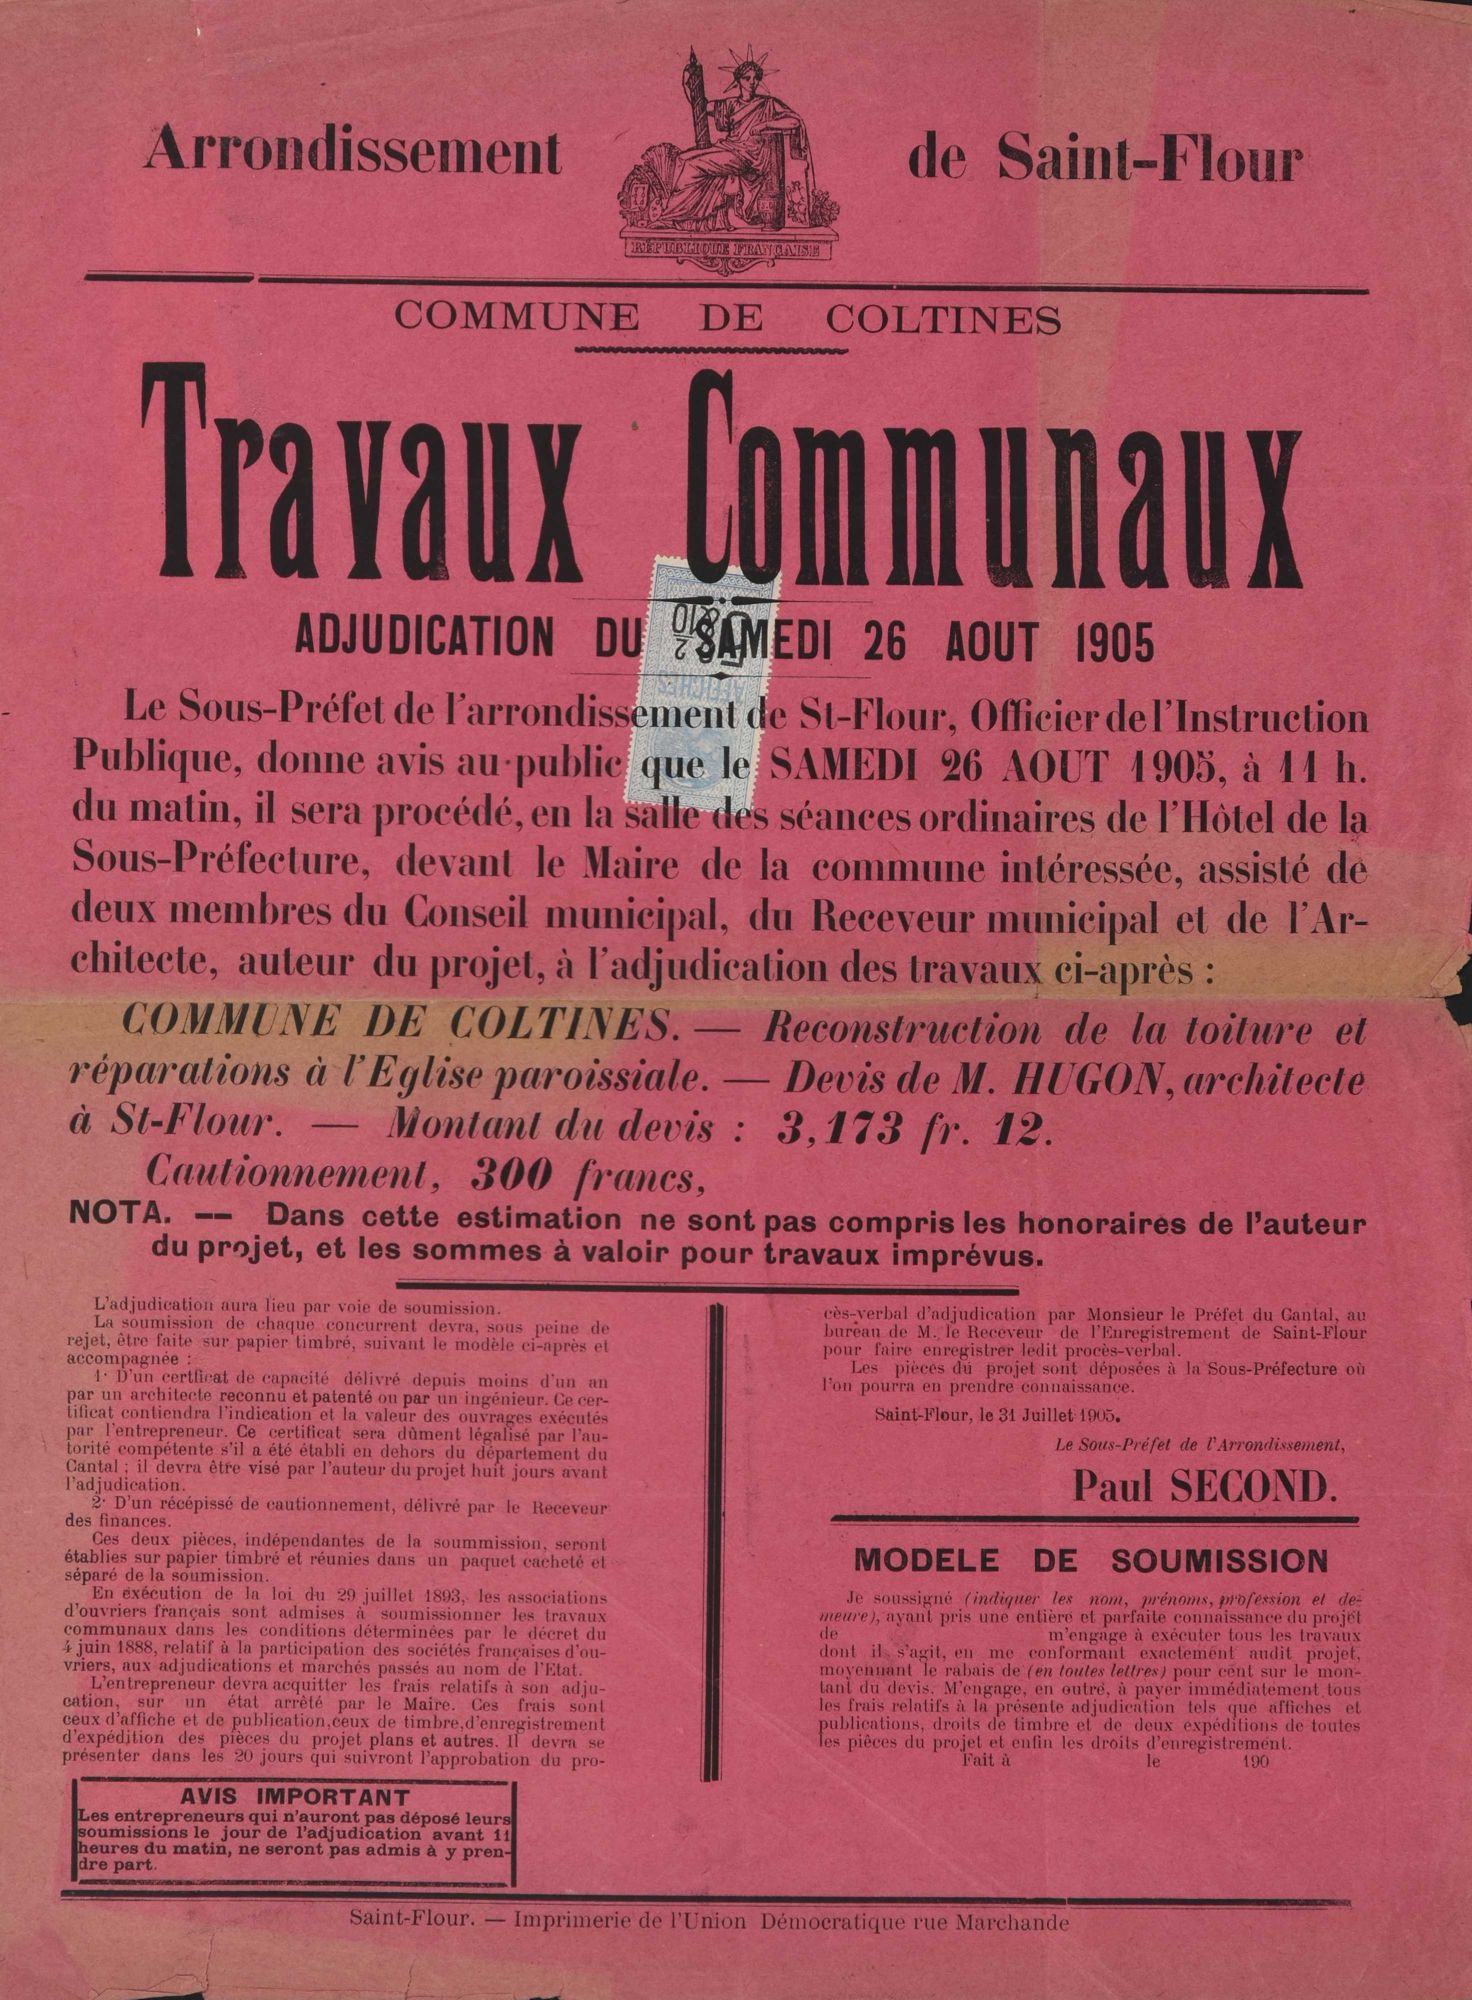 Arrondissement de Saint-Flour
RÉPUBLIQUE FRANÇAISE
COMMUNE DE COLTINES
Travaux Communaux
ADJUDICATION DU SAMEDI 26 AOUT 1905
2/10
AFFICHES
Le Sous-Préfet de l'arrondissement de St-Flour, Officier de l'Instruction
Publique, donne avis au public que le SAMEDI 26 AOUT 1905, à 11 h.
du matin, il sera procédé, en la salle des séances ordinaires de l'Hôtel de la
Sous-Préfecture, devant le Maire de la commune intéressée, assisté de
deux membres du Conseil municipal, du Receveur municipal et de l'Ar-
chitecte, auteur du projet, à l'adjudication des travaux ci-après :
COMMUNE DE COLTINES. — Reconstruction de la toiture et
réparations à l'Eglise paroissiale. — Devis de M. HUGON, architecte
à St-Flour. — Montant du devis : 3,173 fr. 12.
Cautionnement, 300 francs,
NOTA. — Dans cette estimation ne sont pas compris les honoraires de l'auteur
du projet, et les sommes à valoir pour travaux imprévus.
L'adjudication aura lieu par voie de soumission.
La soumission de chaque concurrent devra, sous peine de
rejet, être faite sur papier timbré, suivant le modèle ci-après et
accompagnée :
1· D'un certficat de capacité délivré depuis moins d'un an
par un architecte reconnu et patenté ou par un ingénieur. Ce cer-
tificat contiendra l'indication et la valeur des ouvrages exécutés
par l'entrepreneur. Ce certificat sera dûment légalisé par l'au-
torité compétente s'il a été établi en dehors du département du
Cantal ; il devra être visé par l'auteur du projet huit jours avant
l'adjudication.
2· D'un récépissé de cautionnement, délivré par le Receveur
des finances.
Ces deux pièces, indépendantes de la soummission, seront
établies sur papier timbré et réunies dans un paquet cacheté et
séparé de la soumission.
En exécution de la loi du 29 juillet 1893, les associations
d'ouvriers français sont admises à soumissionner les travaux
communaux dans les conditions déterminées par le décret du
4 juin 1888, relatif à la participation des sociétés françaises d'ou-
vriers, aux adjudications et marchés passés au nom de l'Etat.
L'entrepreneur devra acquitter les frais relatifs à son adju-
cation, sur un état arrêté par le Maire. Ces frais sont
ceux d'affiche et de publication, ceux de timbre, d'enregistrement
d'expédition des pièces du projet plans et autres. Il devra se
présenter dans les 20 jours qui suivront l'approbation du pro-
AVIS IMPORTANT
Les entrepreneurs qui n'auront pas déposé leurs
soumissions le jour de l'adjudication avant 11
heures du matin, ne seront pas admis à y pren-
dre part.
cès-verbal d'adjudication par Monsieur le Préfet du Cantal, au
bureau de M. le Receveur de l'Enregistrement de Saint-Flour
pour faire enregistrer ledit procès-verbal.
Les pièces du projet sont déposées à la Sous-Préfecture où
l'on pourra en prendre connaissance.
Saint-Flour, le 31 Juillet 1905.
Le Sous-Préfet de l'Arrondissement,
Paul SECOND.
MODELE DE SOUMISSION
Je soussigné (indiquer les nom, prénoms, profession et de-
meure), ayant pris une entière et parfaite connaissance du projet
de m'engage à exécuter tous les travaux
dont il s'agit, en me conformant exactement audit projet,
moyennant le rabais de (en toutes lettres) pour cent sur le mon-
tant du devis. M'engage, en outre, à payer immédiatement tous
les frais relatifs à la présente adjudication tels que affiches et
publications, droits de timbre et de deux expéditions de toutes
les pièces du projet et enfin les droits d'enregistrement.
Fait à le 190
Saint-Flour. — Imprimerie de l'Union Démocratique rue Marchande